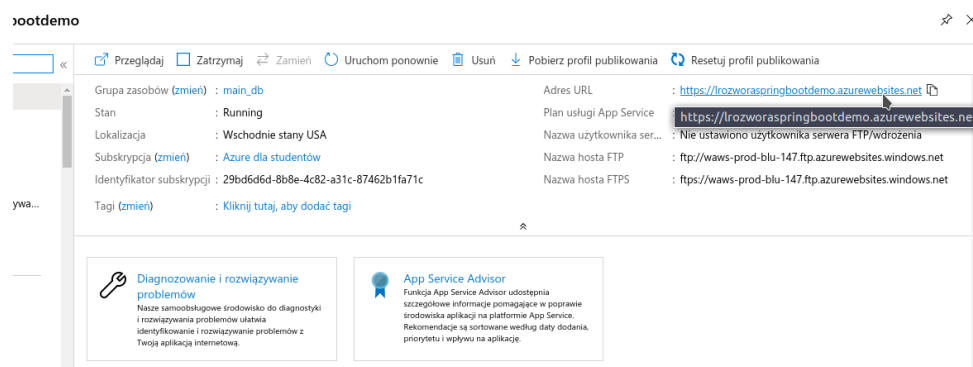 bootdemo
Przeglądaj Zatrzymaj Zamień Uruchom ponownie Usuń Pobierz profil publikowania Resetuj profil publikowania
Grupa zasobów (zmień) : main_db
Stan : Running
Lokalizacja : Wschodnie stany USA
Subskrypcja (zmień) : Azure dla studentów
Identyfikator subskrypcji : 29bd6d6d-8b8e-4c82-a31c-87462b1fa71c
Tagi (zmień) : Kliknij tutaj, aby dodać tagi
Adres URL : https://lrozworaspringbootdemo.azurewebsites.net
Plan usługi App Service :
https://lrozworaspringbootdemo.azurewebsites.ne
Nazwa użytkownika ser... : Nie ustawiono użytkownika serwera FTP/wdrożenia
Nazwa hosta FTP : ftp://waws-prod-blu-147.ftp.azurewebsites.windows.net
Nazwa hosta FTPS : ftps://waws-prod-blu-147.ftp.azurewebsites.windows.net
ywa...
Diagnozowanie i rozwiązywanie
problemów
Nasze samoobsługowe środowisko do diagnostyki
i rozwiązywania problemów ułatwia
identyfikowanie i rozwiązywanie problemów z
Twoją aplikacją internetową.
App Service Advisor
Funkcja App Service Advisor udostępnia
szczegółowe informacje pomagające w poprawie
środowiska aplikacji na platformie App Service.
Rekomendacje są sortowane według daty dodania,
priorytetu i wpływu na aplikację.